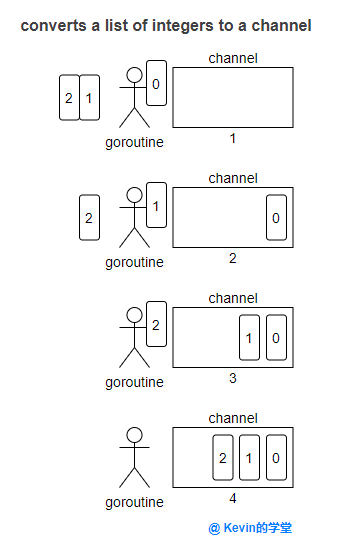 converts a list of integers to a channel
channel
2 1 0
goroutine
1
channel
2 1 0
goroutine
2
channel
2 1 0
goroutine
3
channel
2 1 0
goroutine
4
@ Kevin的学堂